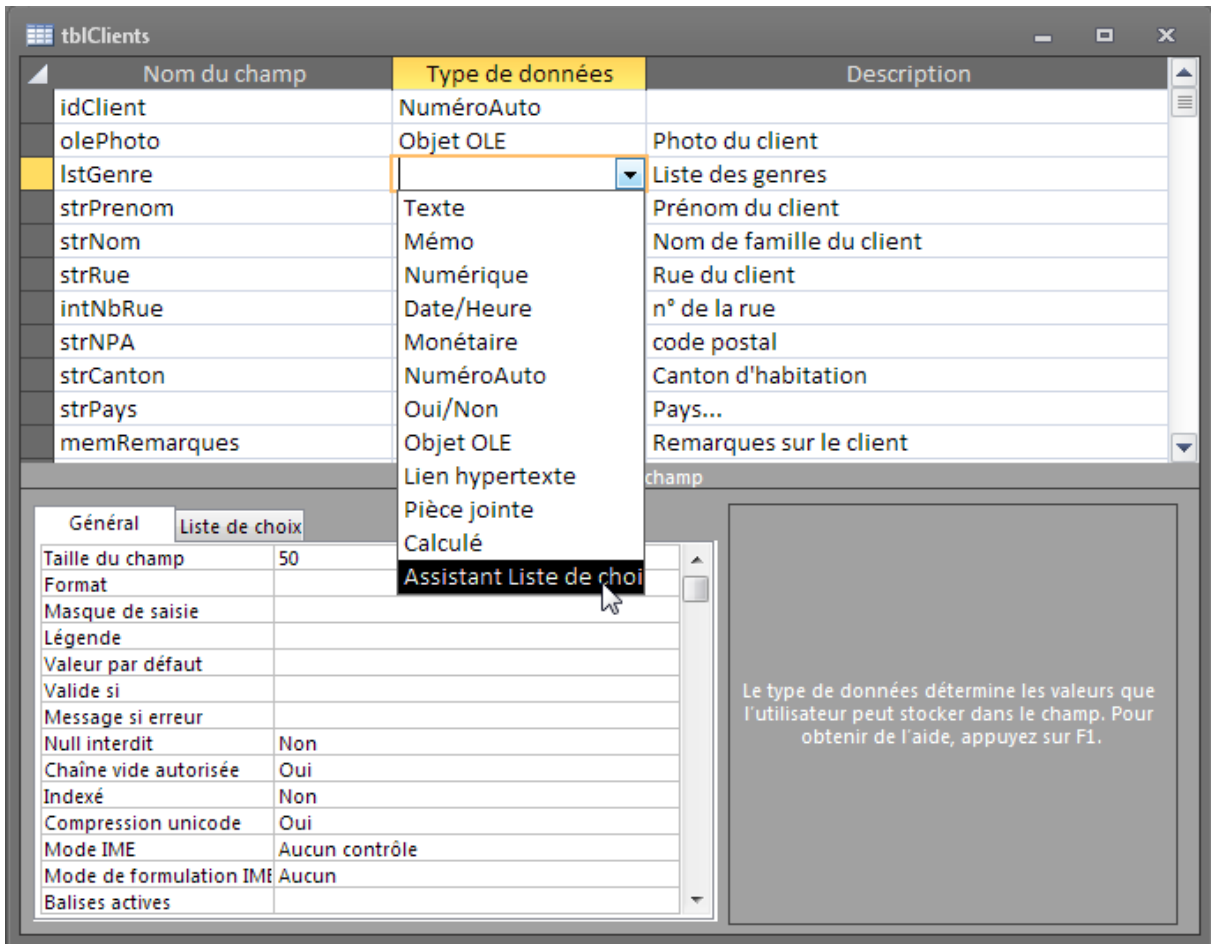 tblClients
Nom du champ Type de données Description
idClient NuméroAuto
olePhoto Objet OLE Photo du client
lstGenre Liste des genres
strPrenom Texte Prénom du client
strNom Mémo Nom de famille du client
strRue Numérique Rue du client
intNbRue Date/Heure n° de la rue
strNPA Monétaire code postal
strCanton NuméroAuto Canton d'habitation
strPays Oui/Non Pays...
memRemarques Objet OLE Remarques sur le client
Lien hypertexte champ
Pièce jointe
Calculé
Assistant Liste de choi
Général Liste de choix
Taille du champ 50
Format
Masque de saisie
Légende
Valeur par défaut
Valide si
Message si erreur
Null interdit Non
Chaîne vide autorisée Oui
Indexé Non
Compression unicode Oui
Mode IME Aucun contrôle
Mode de formulation IME Aucun
Balises actives
Le type de données détermine les valeurs que
l'utilisateur peut stocker dans le champ. Pour
obtenir de l'aide, appuyez sur F1.